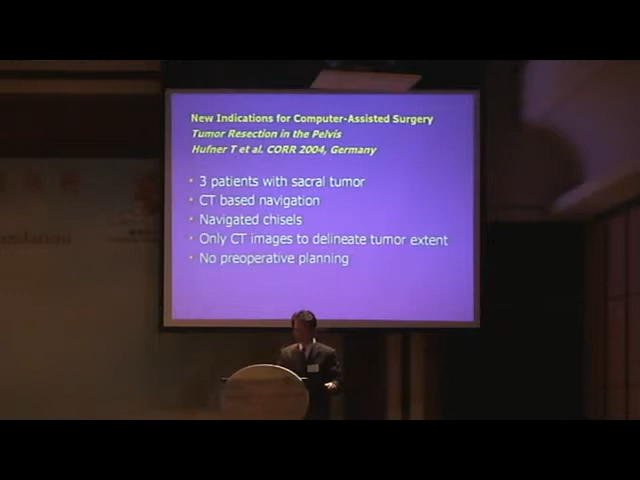 New Indications for Computer-Assisted Surgery
Tumor Resection in the Pelvis
Hufner T et al. CORR 2004, Germany
• 3 patients with sacral tumor
• CT based navigation
• Navigated chisels
• Only CT images to delineate tumor extent
• No preoperative planning